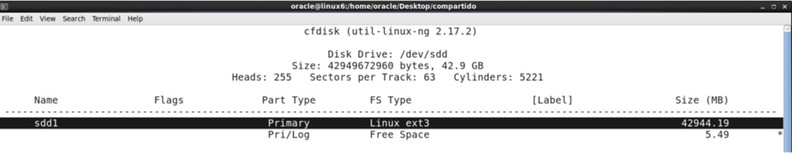 oracle@linux6:/home/oracle/Desktop/compartido
File Edit View Search Terminal Help
cfdisk (util-linux-ng 2.17.2)
Disk Drive: /dev/sdd
Size: 42949672960 bytes, 42.9 GB
Heads: 255 Sectors per Track: 63 Cylinders: 5221
Name Flags Part Type FS Type [Label] Size (MB)
sdd1 Primary Linux ext3 42944.19
Pri/Log Free Space 5.49 *